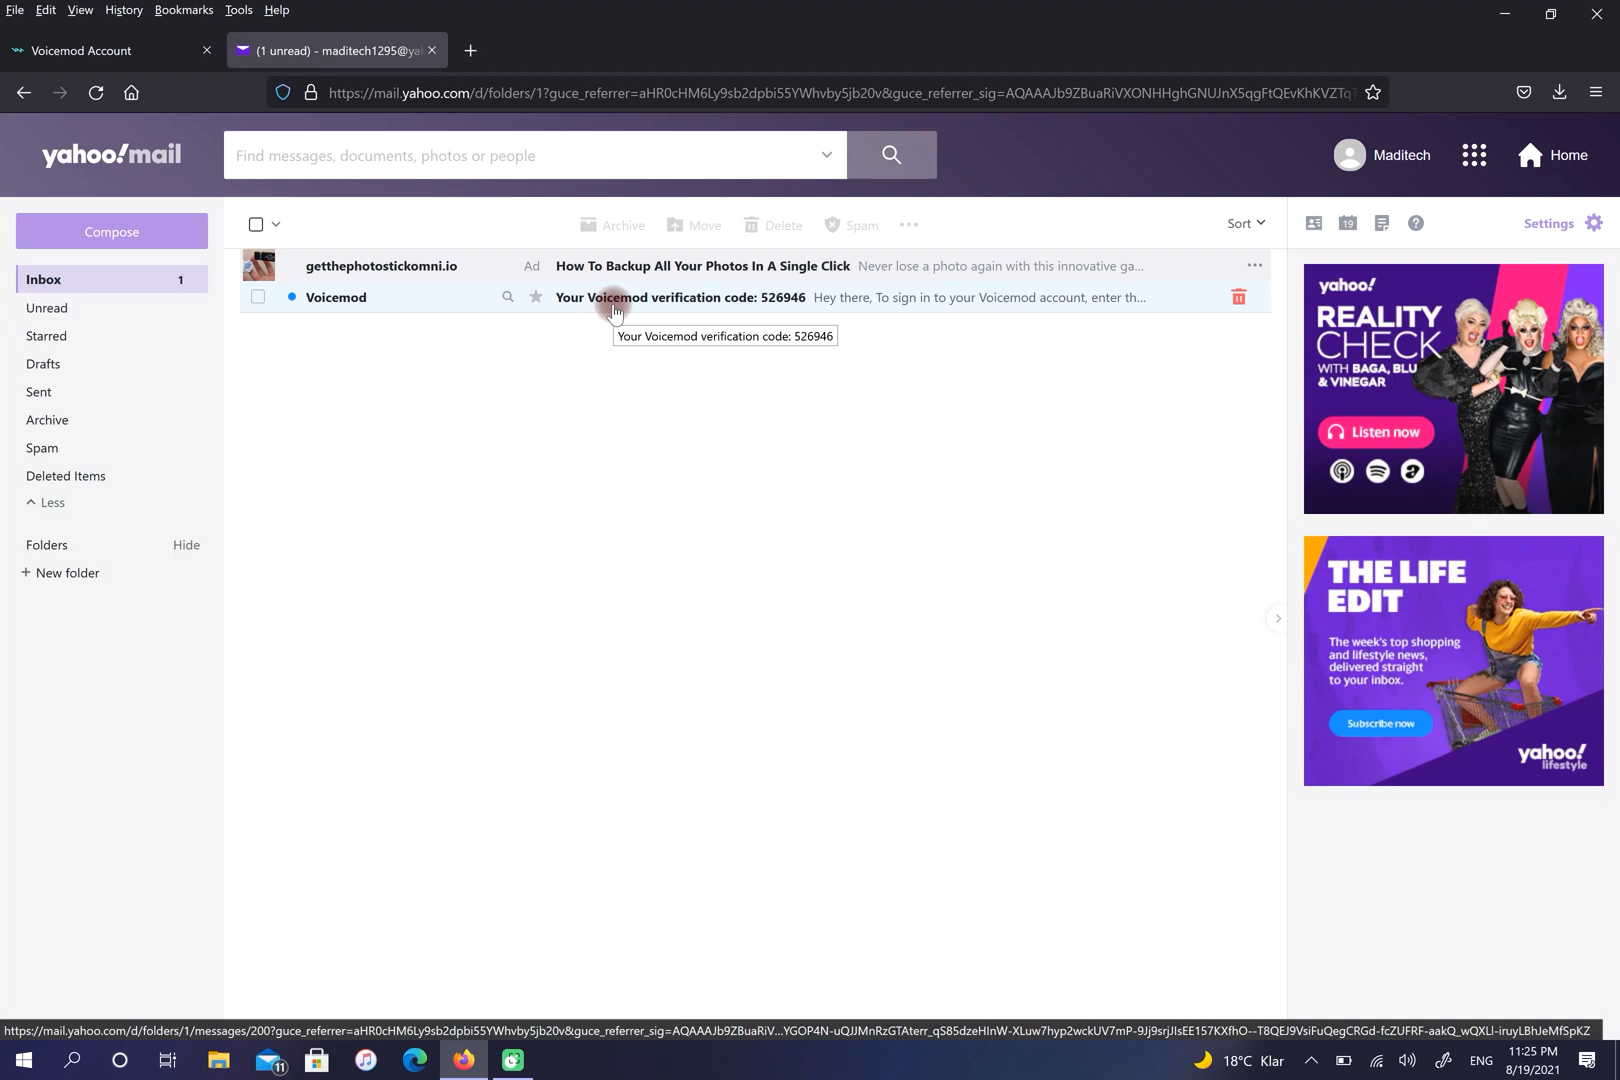 File Edit View History Bookmarks Tools Help
Voicemod Account
(1 unread) - maditech1295@ya
https://mail.yahoo.com/d/folders/1?guce_referrer=aHR0cHM6Ly9sb2dpbi55YWhvby5jb20v&guce_referrer_sig=AQAAAJb9ZBuaRiVXONHHghGNUJnX5qgFtQEvKhKVZTqT
yahoo!mail
Find messages, documents, photos or people
Maditech
Home
Compose
Archive Move Delete Spam
Sort
19
Settings
Inbox 1
Unread
Starred
Drafts
Sent
Archive
Spam
Deleted Items
Less
Folders Hide
+ New folder
getthephotostickomni.io Ad How To Backup All Your Photos In A Single Click Never lose a photo again with this innovative ga...
Voicemod Your Voicemod verification code: 526946 Hey there, To sign in to your Voicemod account, enter th...
Your Voicemod verification code: 526946
yahoo!
REALITY
CHECK
WITH BAGA, BLU
& VINEGAR
Listen now
THE LIFE
EDIT
The week's top shopping
and lifestyle news,
delivered straight
to your inbox.
Subscribe now
yahoo!
lifestyle
https://mail.yahoo.com/d/folders/1/messages/200?guce_referrer=aHR0cHM6Ly9sb2dpbi55YWhvby5jb20v&guce_referrer_sig=AQAAAJb9ZBuaRiV...YGOP4N-uQJJMnRzGTAterr_qS85dzeHInW-XLuw7hyp2wckUV7mP-9Jj9srjJIsEE157KXfhO--T8QEJ9VsiFuQegCRGd-fcZUFRF-aakQ_wQXLl-iruyLBhJeMfSpKZ
11
18°C Klar
ENG
11:25 PM
8/19/2021